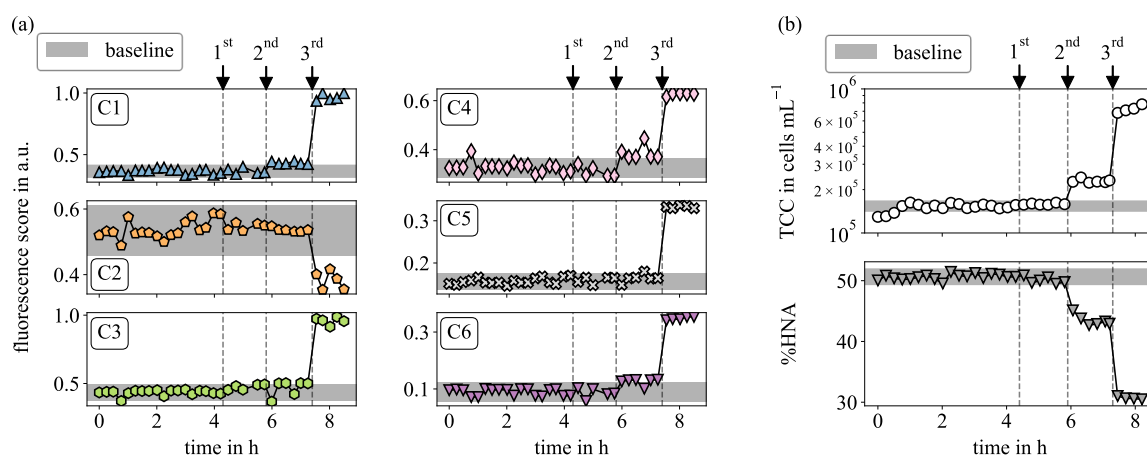 (a)
baseline
1st 2nd 3rd
1st 2nd 3rd
fluorescence score in a.u.
1.0
0.5
C1
0.6
0.4
C2
1.0
0.5
C3
0 2 4 6 8
time in h
0.6
0.4
C4
0.3
0.2
C5
0.3
0.1
C6
0 2 4 6 8
time in h
(b)
baseline
1st 2nd 3rd
TCC in cells mL−1
10^6
6 × 10^5
4 × 10^5
3 × 10^5
2 × 10^5
10^5
%HNA
50
40
30
0 2 4 6 8
time in h